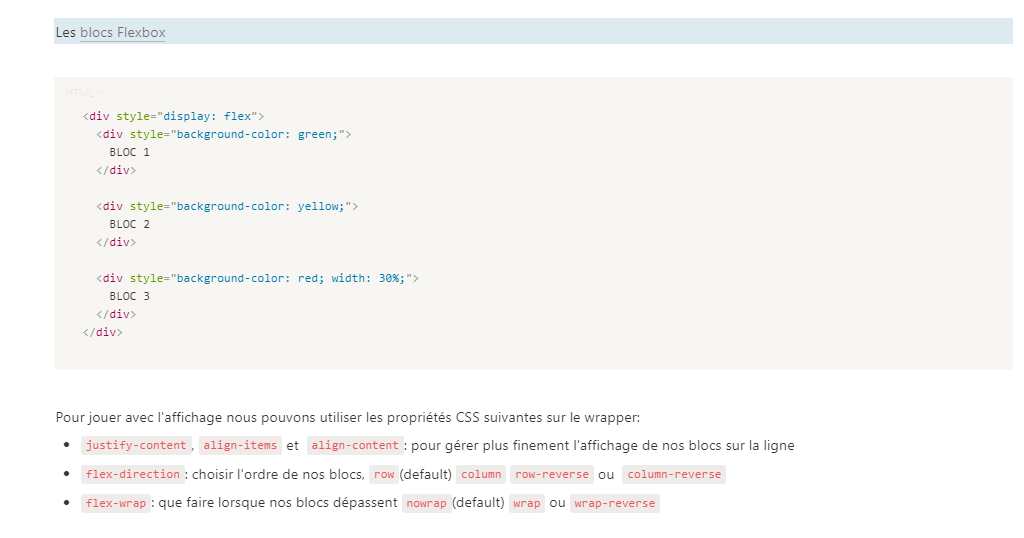 Les blocs Flexbox
HTML
<div style="display: flex">
<div style="background-color: green;">
BLOC 1
</div>
<div style="background-color: yellow;">
BLOC 2
</div>
<div style="background-color: red; width: 30%;">
BLOC 3
</div>
</div>
Pour jouer avec l'affichage nous pouvons utiliser les propriétés CSS suivantes sur le wrapper:
• justify-content, align-items et align-content: pour gérer plus finement l'affichage de nos blocs sur la ligne
• flex-direction: choisir l'ordre de nos blocs, row (default) column row-reverse ou column-reverse
• flex-wrap: que faire lorsque nos blocs dépassent nowrap (default) wrap ou wrap-reverse